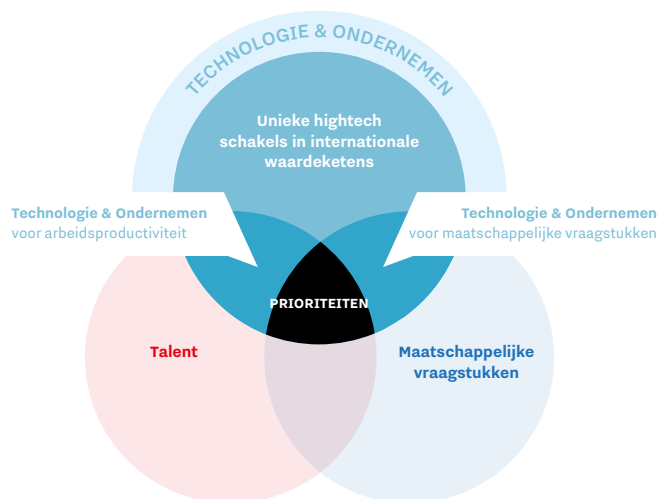 TECHNOLOGIE & ONDERNEMEN
Unieke hightech
schakels in internationale
waardeketens
Technologie & Ondernemen
voor arbeidsproductiviteit
Technologie & Ondernemen
voor maatschappelijke vraagstukken
PRIORITEITEN
Talent
Maatschappelijke
vraagstukken